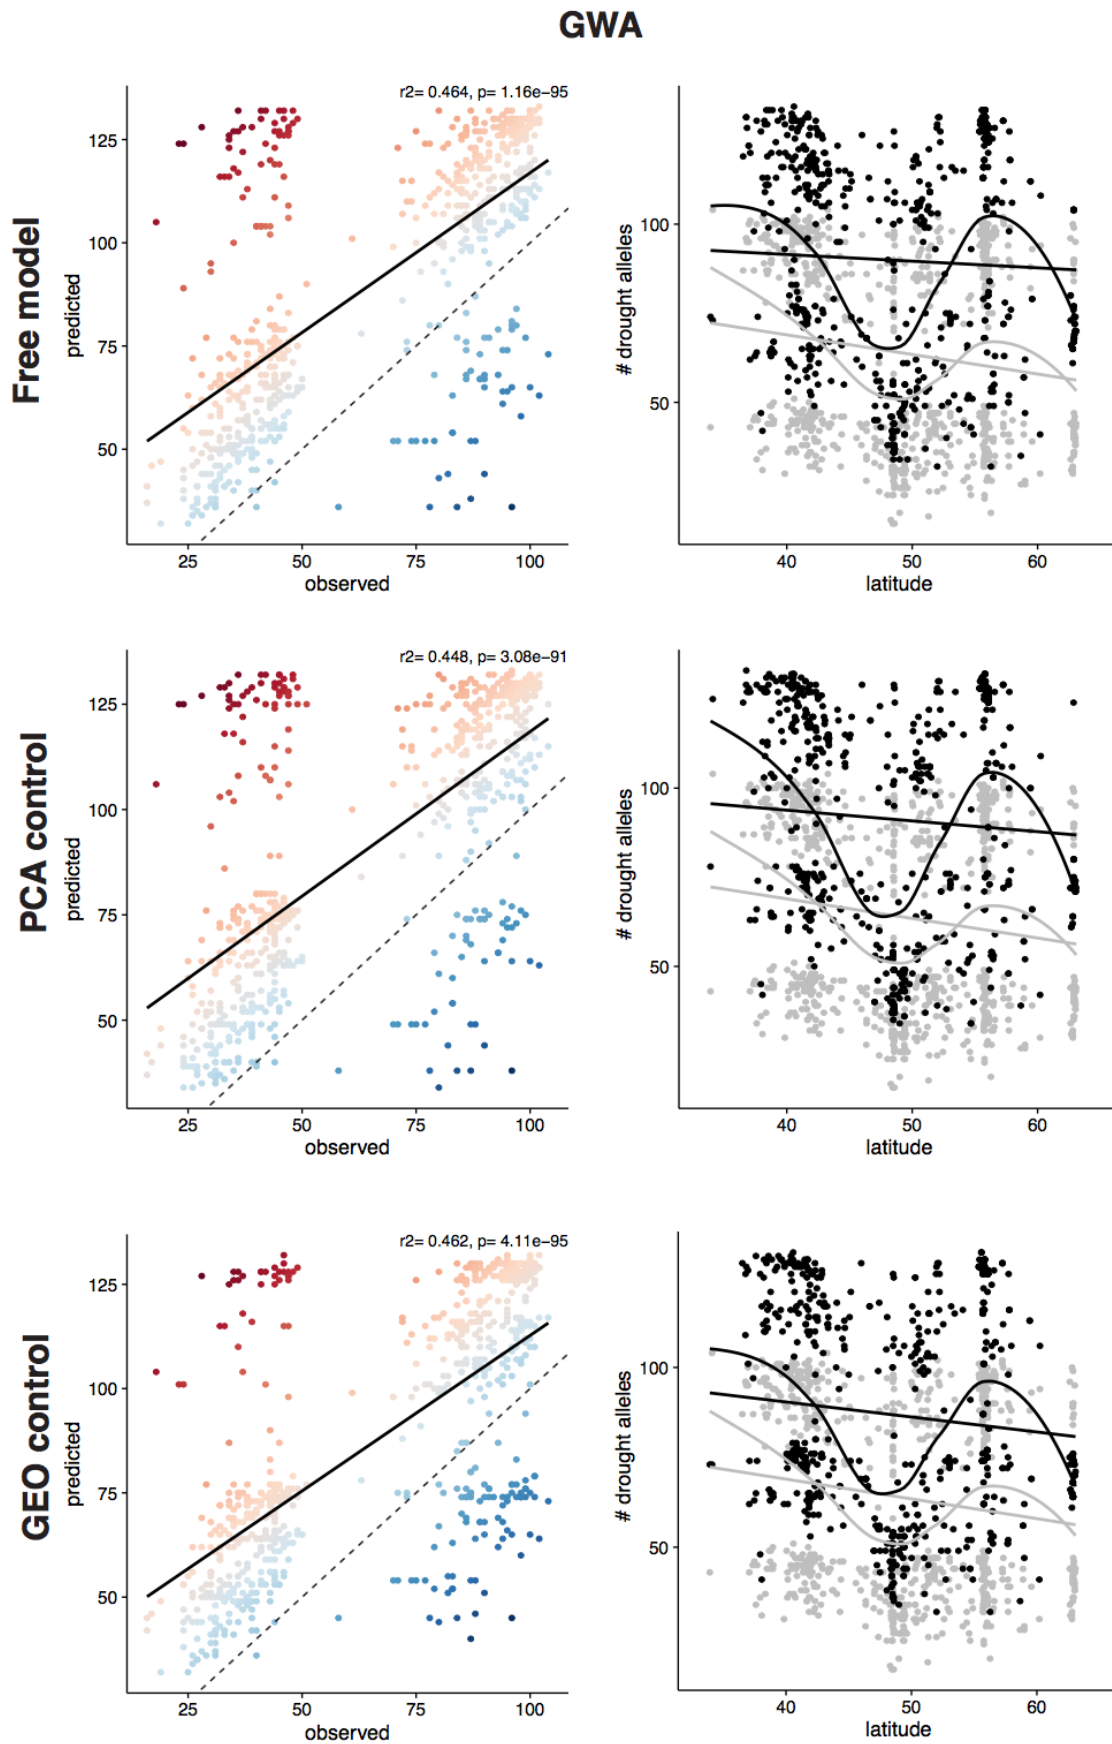 GWA
Free model
r2= 0.464, p= 1.16e−95
predicted
125
100
75
50
25 50 75 100
observed
# drought alleles
100
50
40 50 60
latitude
PCA control
r2= 0.448, p= 3.08e−91
predicted
125
100
75
50
25 50 75 100
observed
# drought alleles
100
50
40 50 60
latitude
GEO control
r2= 0.462, p= 4.11e−95
predicted
125
100
75
50
25 50 75 100
observed
# drought alleles
100
50
40 50 60
latitude